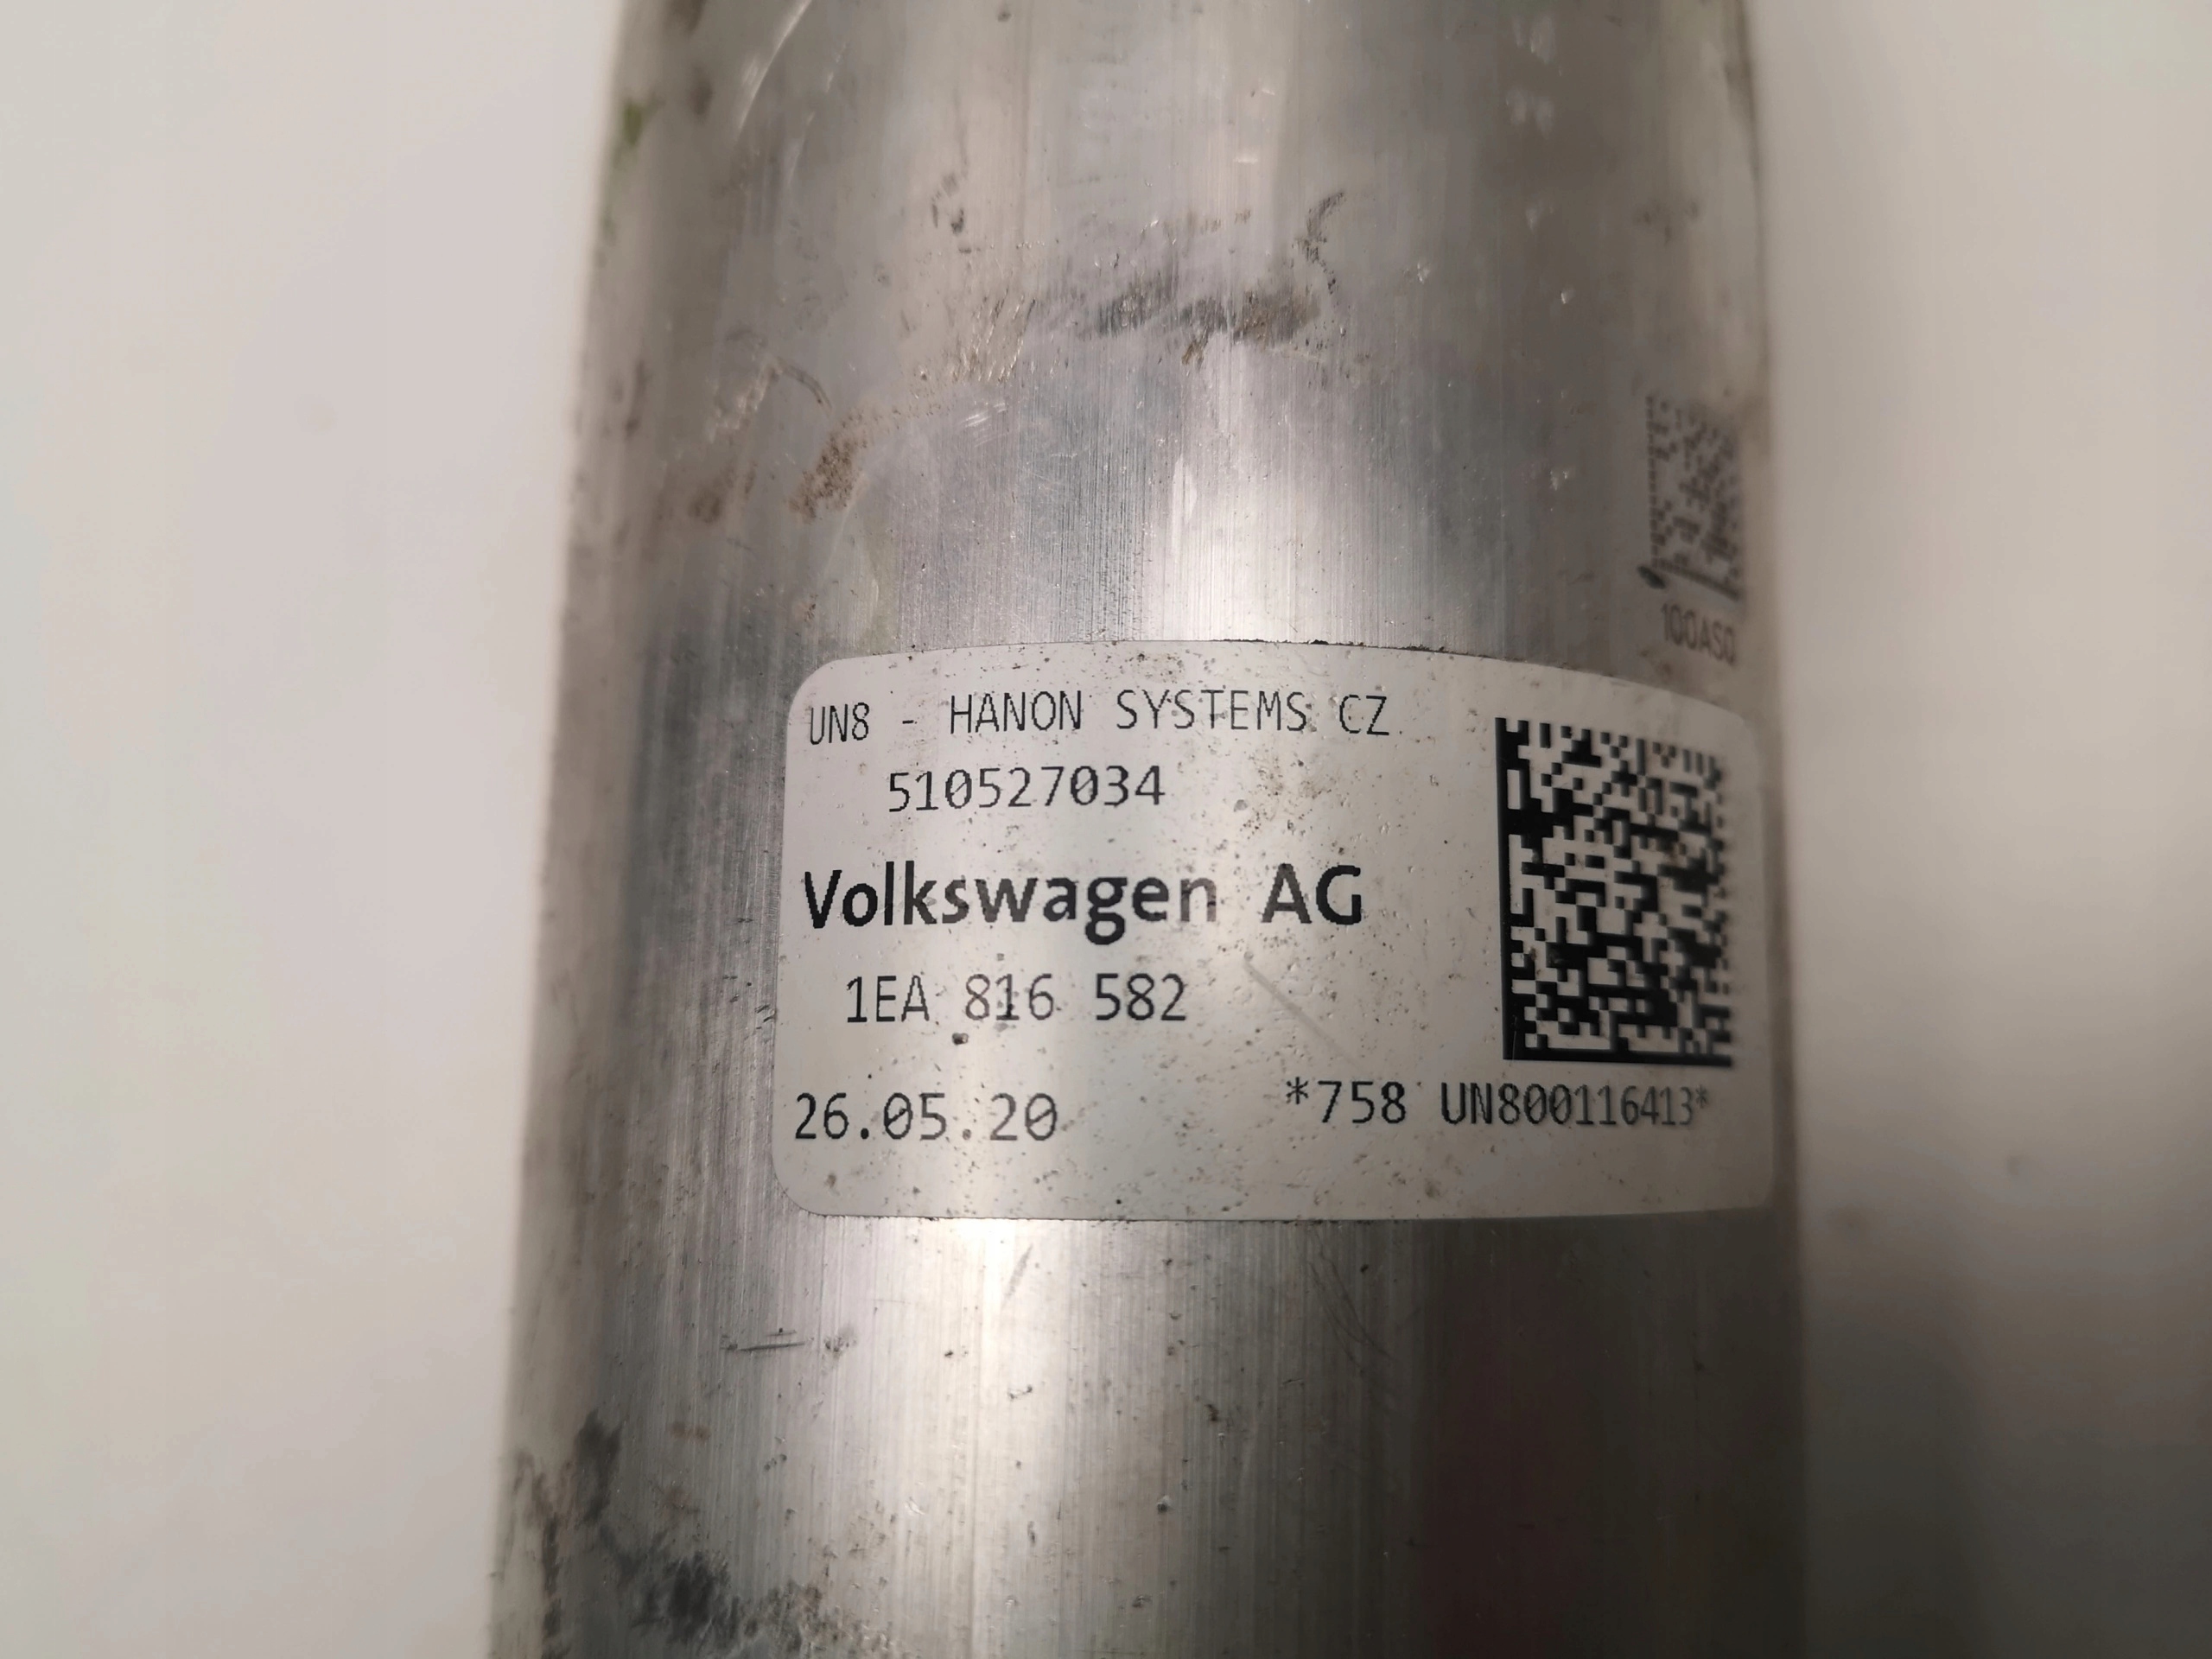 100AS0
UN8 - HANON SYSTEMS CZ
510527034
Volkswagen AG
1EA 816 582
26.05.20 *758 UN800116413*